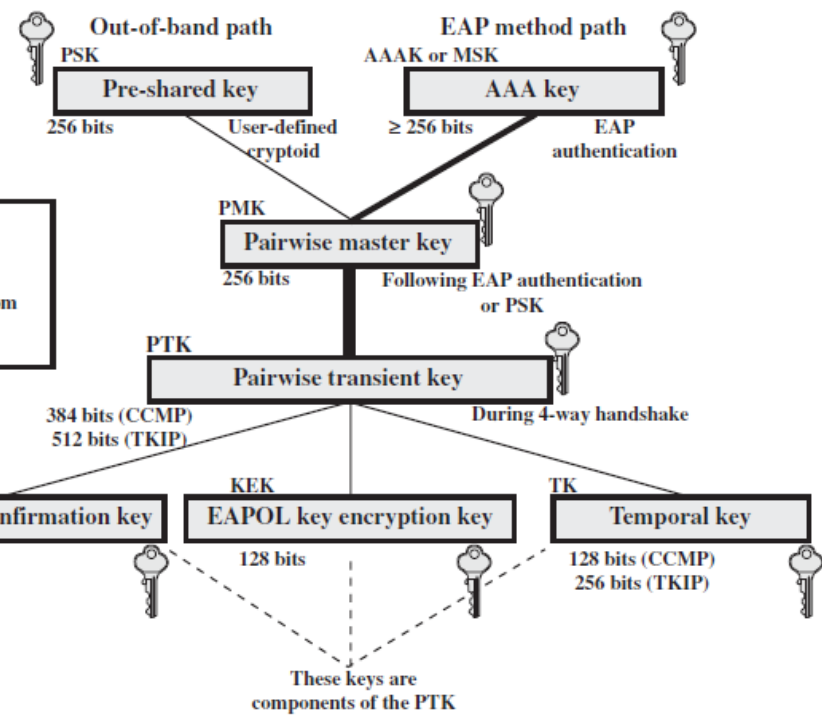 Out-of-band path
EAP method path
PSK
AAAK or MSK
Pre-shared key
AAA key
256 bits
User-defined
cryptoid
≥ 256 bits
EAP
authentication
PMK
Pairwise master key
256 bits
Following EAP authentication
or PSK
m
PTK
Pairwise transient key
384 bits (CCMP)
512 bits (TKIP)
During 4-way handshake
KEK
TK
nfirmation key
EAPOL key encryption key
Temporal key
128 bits
128 bits (CCMP)
256 bits (TKIP)
These keys are
components of the PTK